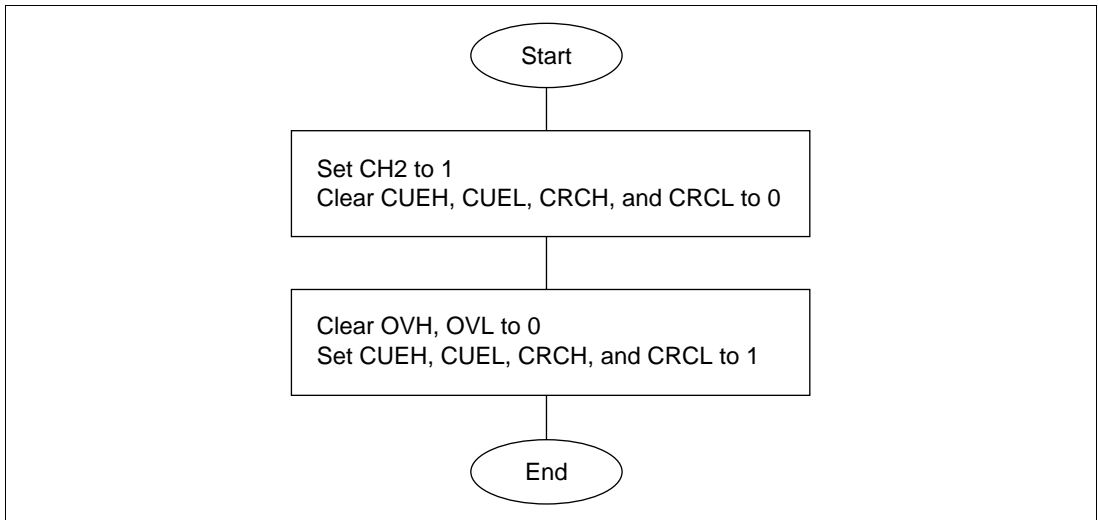 Start
Set CH2 to 1
Clear CUEH, CUEL, CRCH, and CRCL to 0
Clear OVH, OVL to 0
Set CUEH, CUEL, CRCH, and CRCL to 1
End